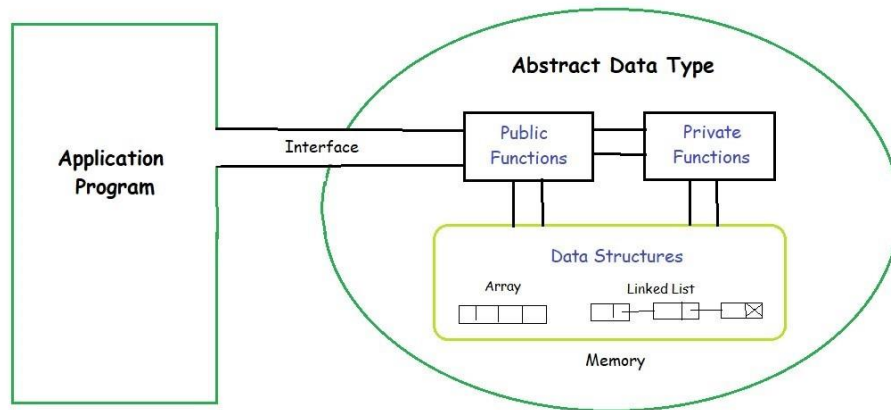 Abstract Data Type
Application
Program
Interface
Public
Functions
Private
Functions
Data Structures
Array
Linked List
Memory